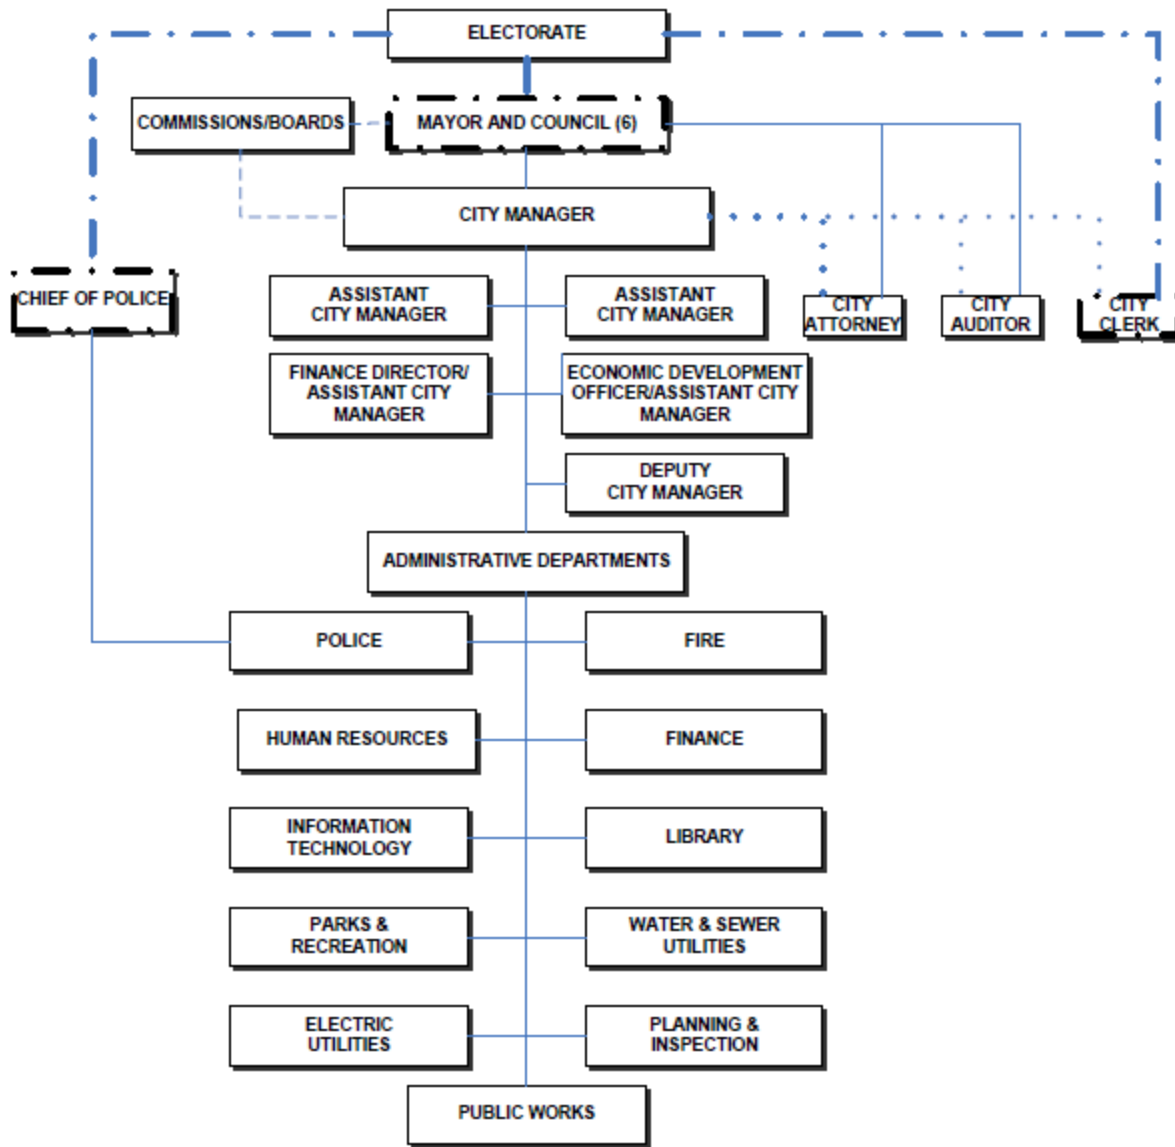 ELECTORATE
COMMISSIONS/BOARDS
MAYOR AND COUNCIL (6)
CITY MANAGER
CHIEF OF POLICE
ASSISTANT
CITY MANAGER
ASSISTANT
CITY MANAGER
CITY
ATTORNEY
CITY
AUDITOR
CITY
CLERK
FINANCE DIRECTOR/
ASSISTANT CITY
MANAGER
ECONOMIC DEVELOPMENT
OFFICER/ASSISTANT CITY
MANAGER
DEPUTY
CITY MANAGER
ADMINISTRATIVE DEPARTMENTS
POLICE
FIRE
HUMAN RESOURCES
FINANCE
INFORMATION
TECHNOLOGY
LIBRARY
PARKS &
RECREATION
WATER & SEWER
UTILITIES
ELECTRIC
UTILITIES
PLANNING &
INSPECTION
PUBLIC WORKS